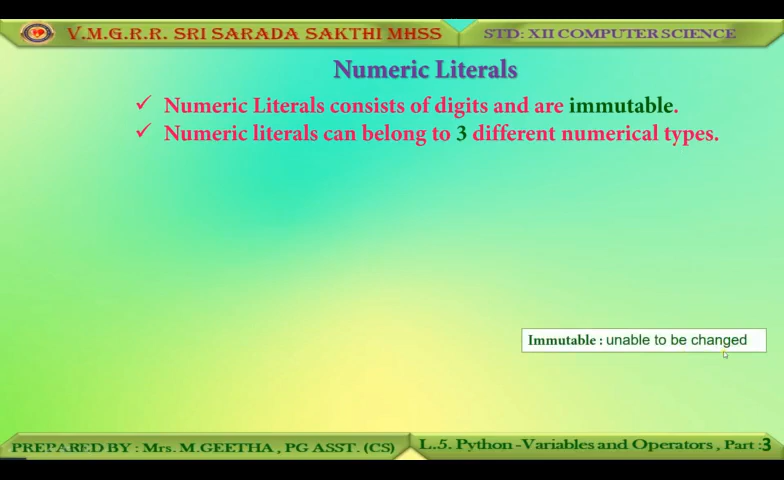 V.M.G.R.R. SRI SARADA SAKTHI MHSS
STD: XII COMPUTER SCIENCE
Numeric Literals
✓ Numeric Literals consists of digits and are immutable.
✓ Numeric literals can belong to 3 different numerical types.
Immutable : unable to be changed
PREPARED BY : Mrs. M.GEETHA , PG ASST. (CS)
L.5. Python -Variables and Operators , Part :3